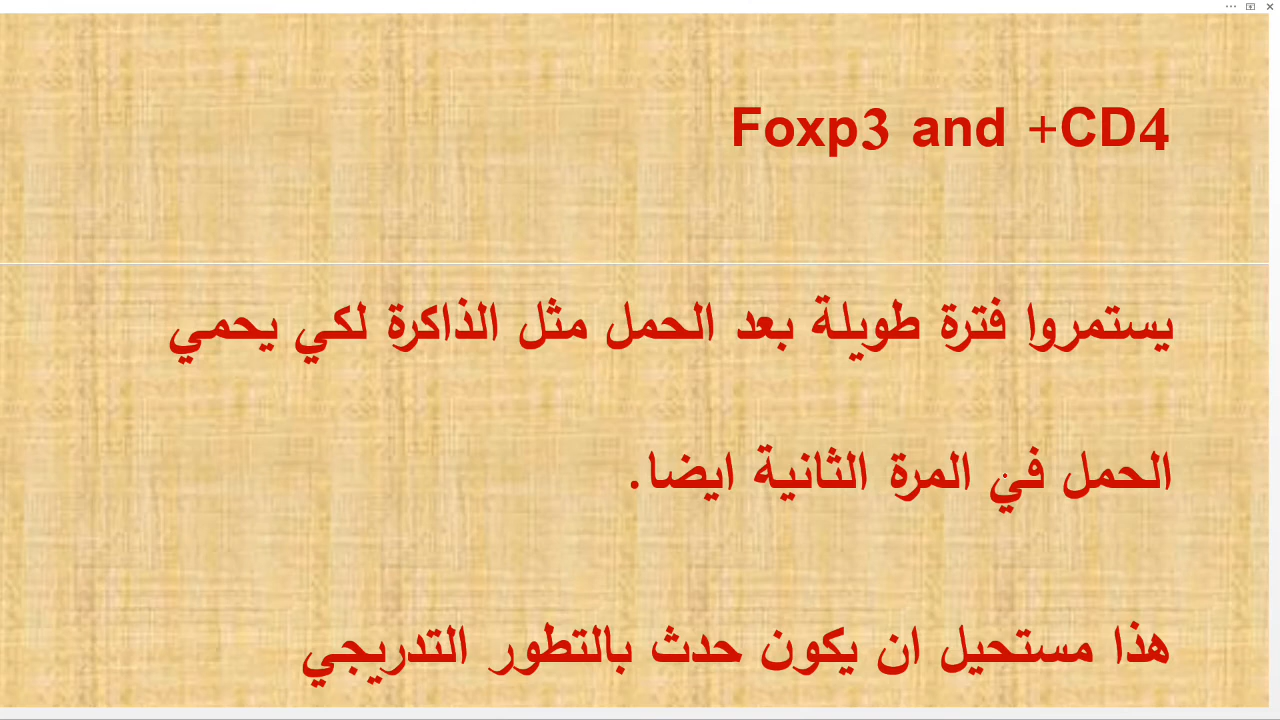 Foxp3 and +CD4
يستمروا فترة طويلة بعد الحمل مثل الذاكرة لكي يحمي
الحمل في المرة الثانية ايضا.
هذا مستحيل ان يكون حدث بالتطور التدريجي